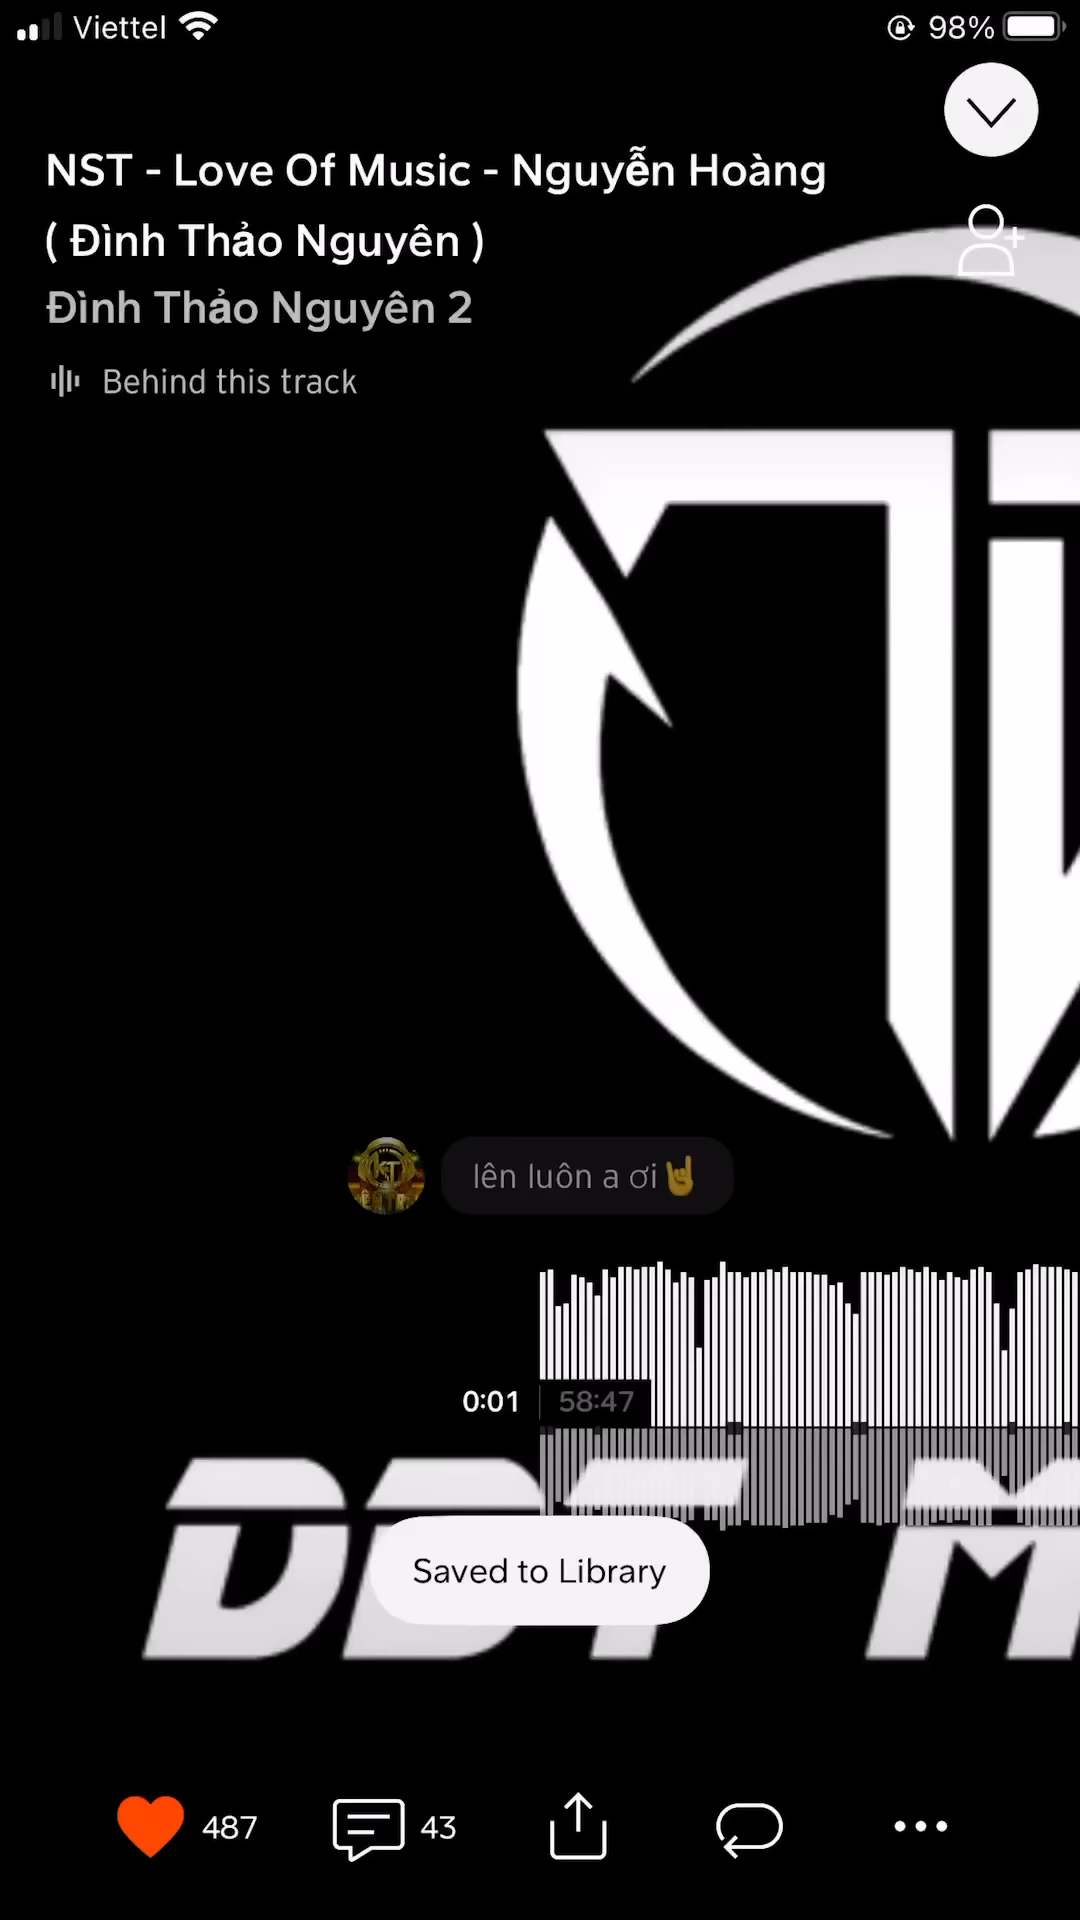 Viettel 98%
NST - Love Of Music - Nguyễn Hoàng
( Đình Thảo Nguyên )
Đình Thảo Nguyên 2
Behind this track
lên luôn a ơi🤘
0:01 58:47
DDT M
Saved to Library
487 43